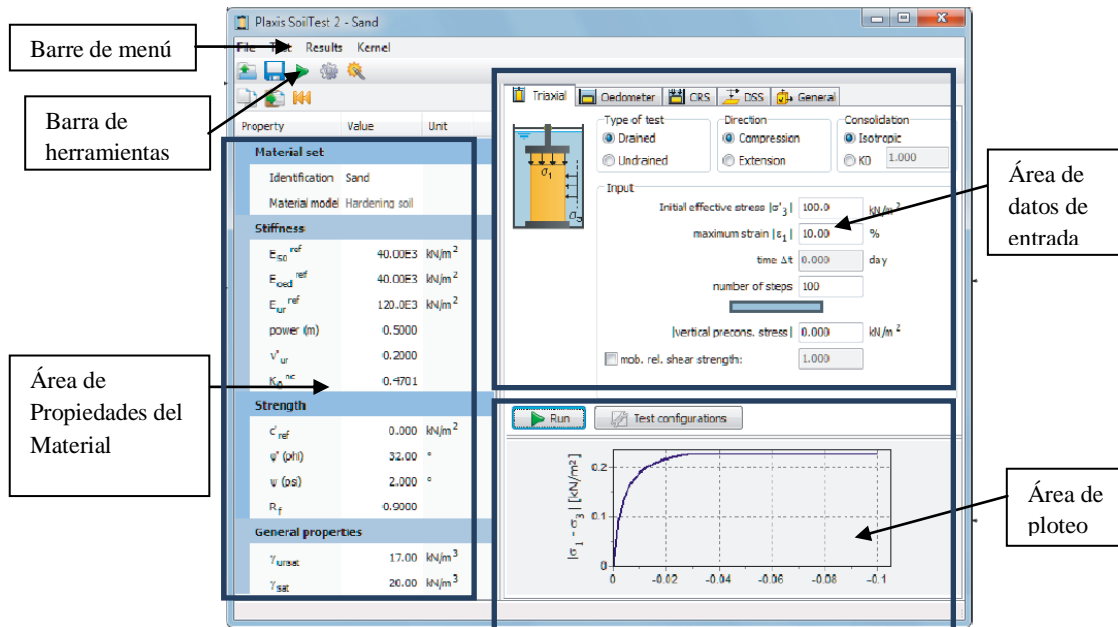 Plaxis SoilTest 2 - Sand
Barre de menú
File Test Results Kernel
Barra de
herramientas
Property Value Unit
Material set
Identification Sand
Material model Hardening soil
Stiffness
E50 ref 40.00E3 kN/m²
Eoed ref 40.00E3 kN/m²
Eur ref 120.0E3 kN/m²
power (m) 0.5000
ν'ur 0.2000
K0 nc 0.4701
Strength
c'ref 0.000 kN/m²
φ' (phi) 32.00 °
ψ (psi) 2.000 °
Rf 0.9000
General properties
γunsat 17.00 kN/m³
γsat 20.00 kN/m³
Área de
Propiedades del
Material
Triaxial Oedometer CRS DSS General
σ1
σ3
Type of test
Drained
Undrained
Direction
Compression
Extension
Consolidation
Isotropic
K0 1.000
Input
Initial effective stress |σ'3| 100.0 kN/m²
maximum strain |ε1| 10.00 %
time Δt 0.000 day
number of steps 100
|vertical precons. stress| 0.000 kN/m²
mob. rel. shear strength: 1.000
Área de
datos de
entrada
Run Test configurations
|σ1 - σ3| [kN/m²]
0.2
0.1
0
0 -0.02 -0.04 -0.06 -0.08 -0.1
Área de
ploteo